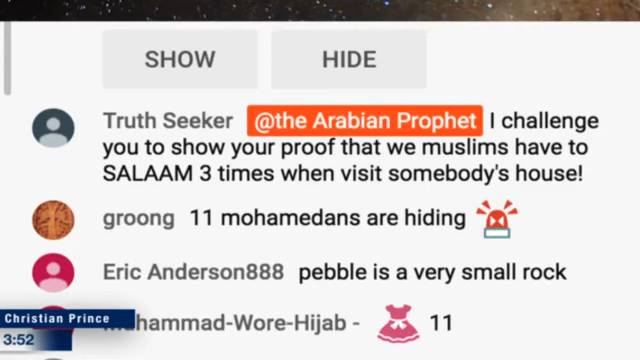 SHOW HIDE
Truth Seeker @the Arabian Prophet I challenge
you to show your proof that we muslims have to
SALAAM 3 times when visit somebody's house!
groong 11 mohamedans are hiding
Eric Anderson888 pebble is a very small rock
Christian Prince
hammad-Wore-Hijab - 11
3:52